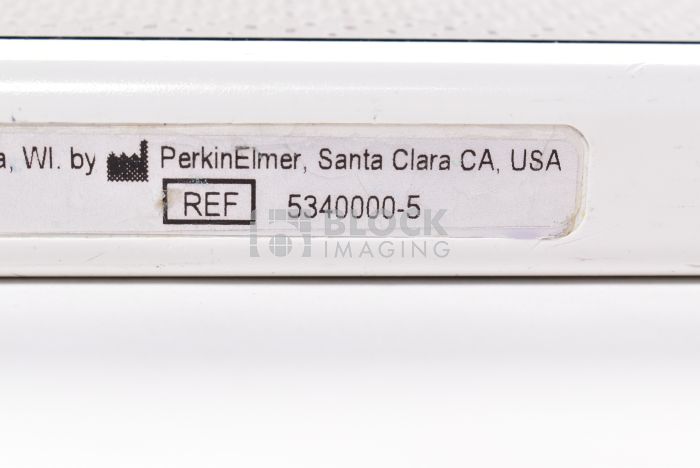 a, WI. by PerkinElmer, Santa Clara CA, USA
REF 5340000-5
BLOCK
IMAGING